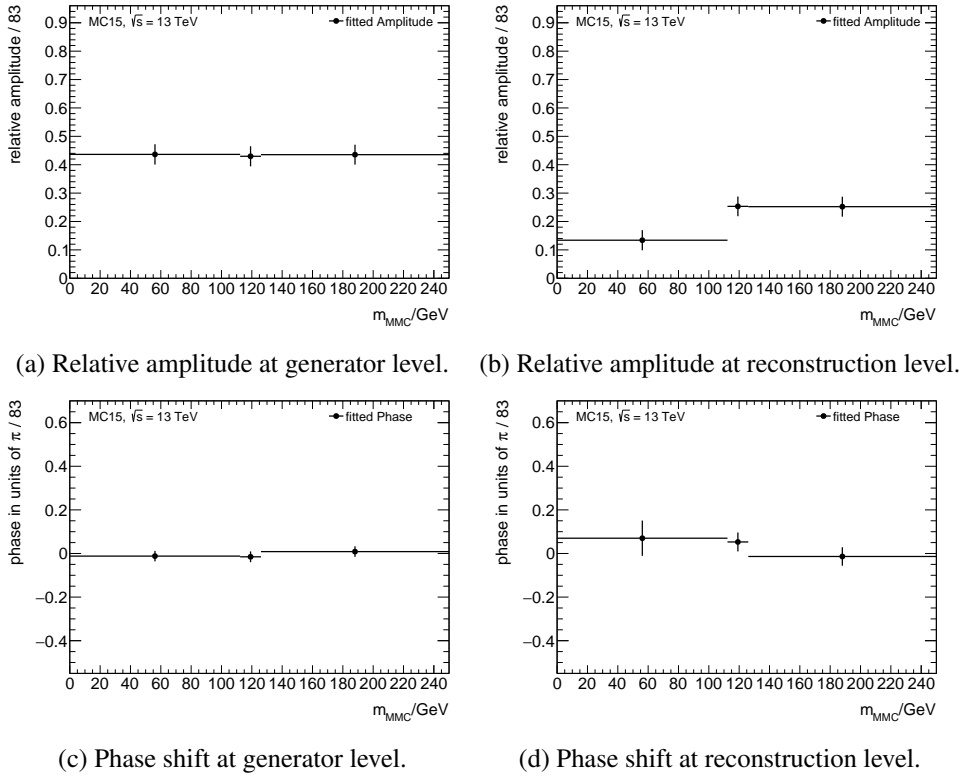 relative amplitude / 83
MC15, √s = 13 TeV
fitted Amplitude
0.9
0.8
0.7
0.6
0.5
0.4
0.3
0.2
0.1
0
0 20 40 60 80 100 120 140 160 180 200 220 240
m_MMC/GeV
(a) Relative amplitude at generator level.
relative amplitude / 83
MC15, √s = 13 TeV
fitted Amplitude
0.9
0.8
0.7
0.6
0.5
0.4
0.3
0.2
0.1
0
0 20 40 60 80 100 120 140 160 180 200 220 240
m_MMC/GeV
(b) Relative amplitude at reconstruction level.
phase in units of π / 83
MC15, √s = 13 TeV
fitted Phase
0.6
0.4
0.2
0
−0.2
−0.4
0 20 40 60 80 100 120 140 160 180 200 220 240
m_MMC/GeV
(c) Phase shift at generator level.
phase in units of π / 83
MC15, √s = 13 TeV
fitted Phase
0.6
0.4
0.2
0
−0.2
−0.4
0 20 40 60 80 100 120 140 160 180 200 220 240
m_MMC/GeV
(d) Phase shift at reconstruction level.